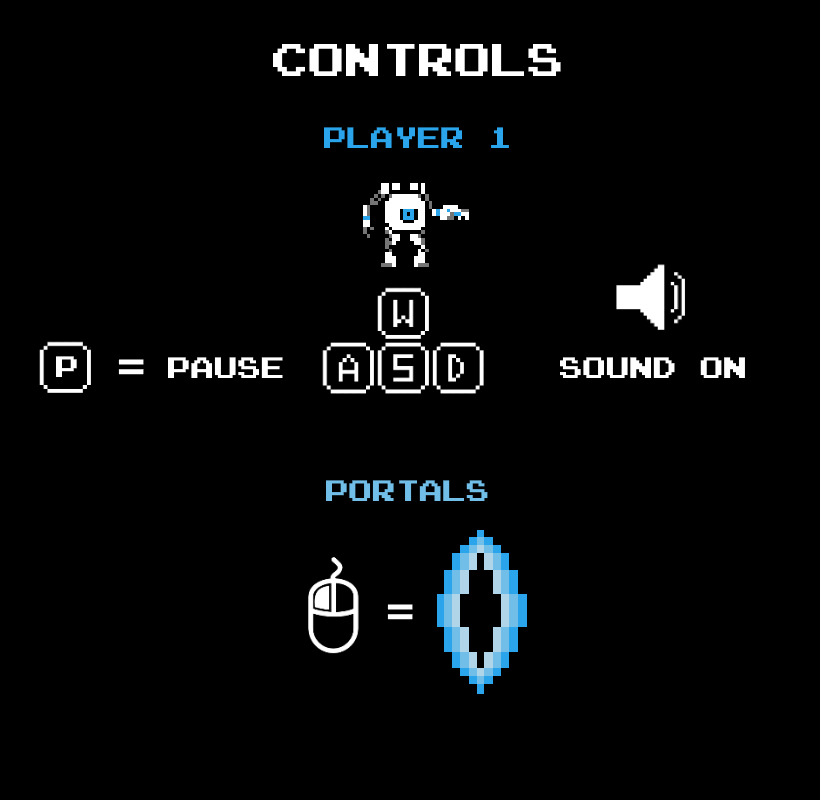 CONTROLS
PLAYER 1
W
P = PAUSE
A S D
SOUND ON
PORTALS
=